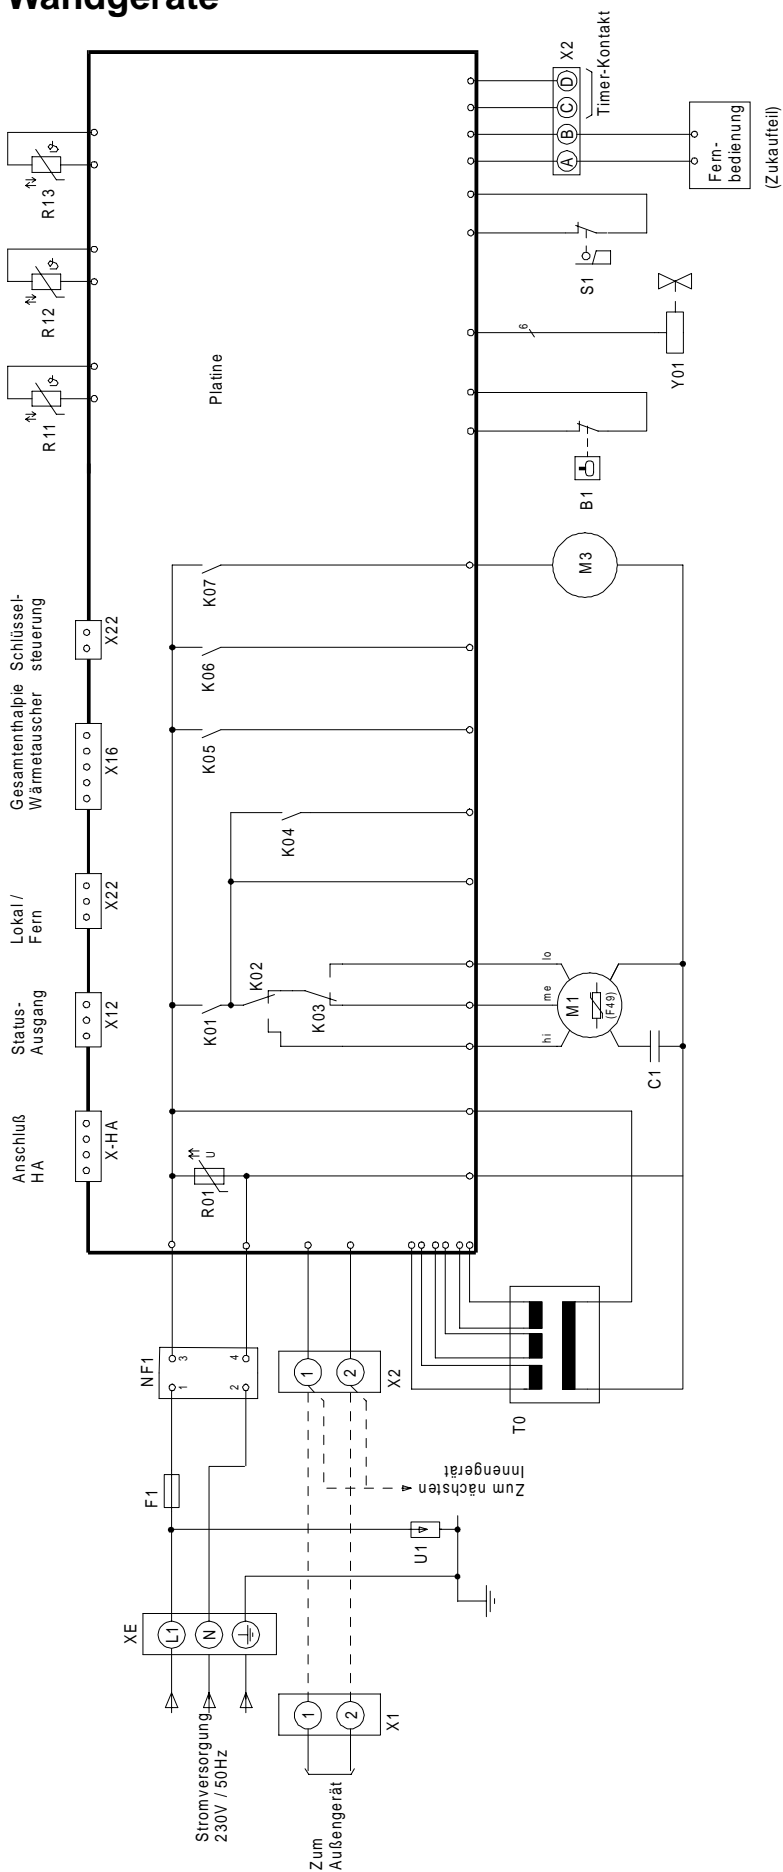 Wandgeräte
Stromversorgung
230V / 50Hz
Zum
Außengerät
XE
L1
N
X1
1
2
F1
U1
Zum nächsten
Innengerät
NF1
1
3
2
4
X2
1
2
T0
Anschluß
HA
X-HA
Status-
Ausgang
X12
Lokal /
Fern
X22
Gesamtenthalpie
Wärmetauscher
X16
Schlüssel-
steuerung
X22
R11
ϑ
R12
ϑ
R13
ϑ
Platine
R01
U
K01
K02
K03
K04
K05
K06
K07
hi
me
lo
M1
(F49)
C1
M3
B1
Y01
6
S1
A
B
C
D
X2
Timer-Kontakt
Fern-
bedienung
(Zukaufteil)